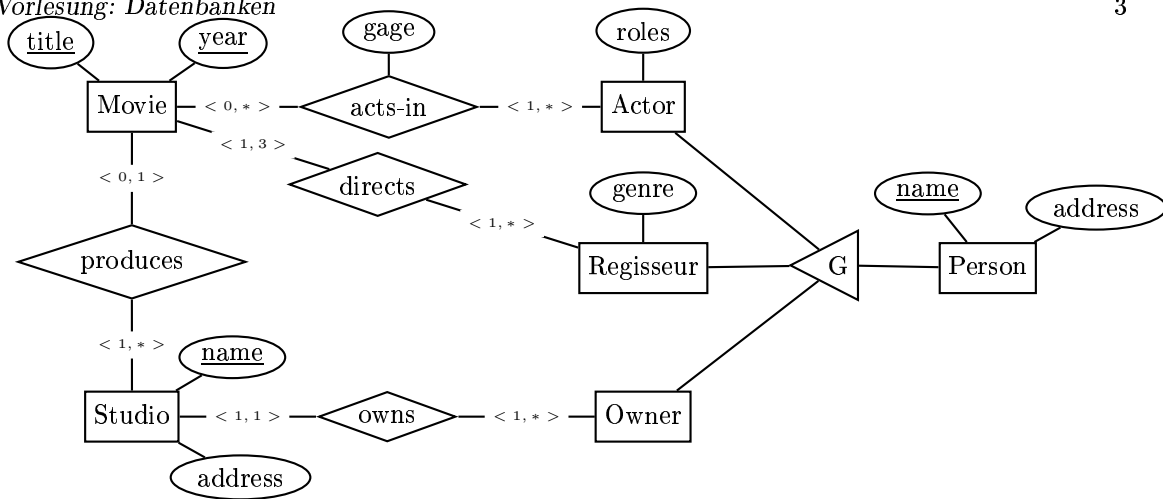 Vorlesung: Datenbanken 3
title
year
gage
roles
Movie
< 0, * >
acts-in
< 1, * >
Actor
< 1, 3 >
directs
< 0, 1 >
genre
name
address
< 1, * >
produces
Regisseur
G
Person
< 1, * >
name
Studio
< 1, 1 >
owns
< 1, * >
Owner
address